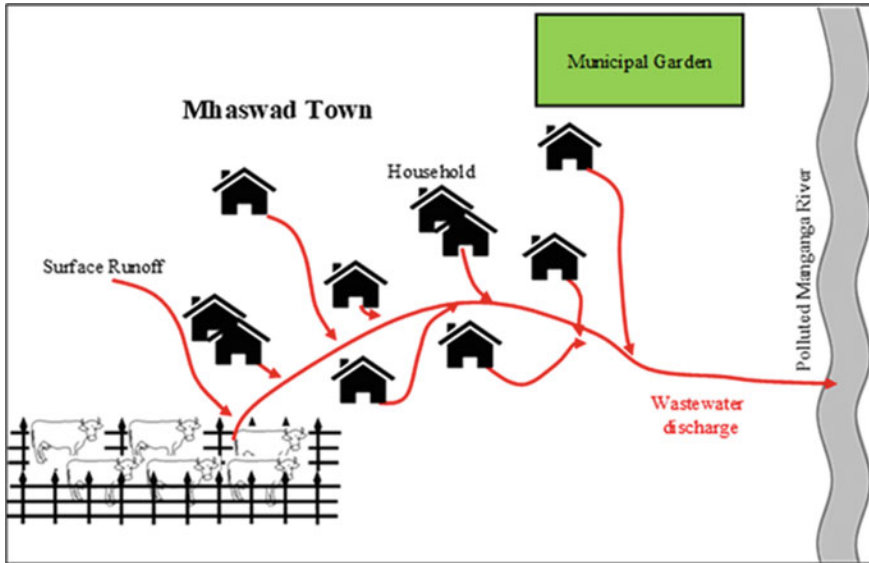 Municipal Garden
Mhaswad Town
Household
Surface Runoff
Polluted Manganga River
Wastewater
discharge